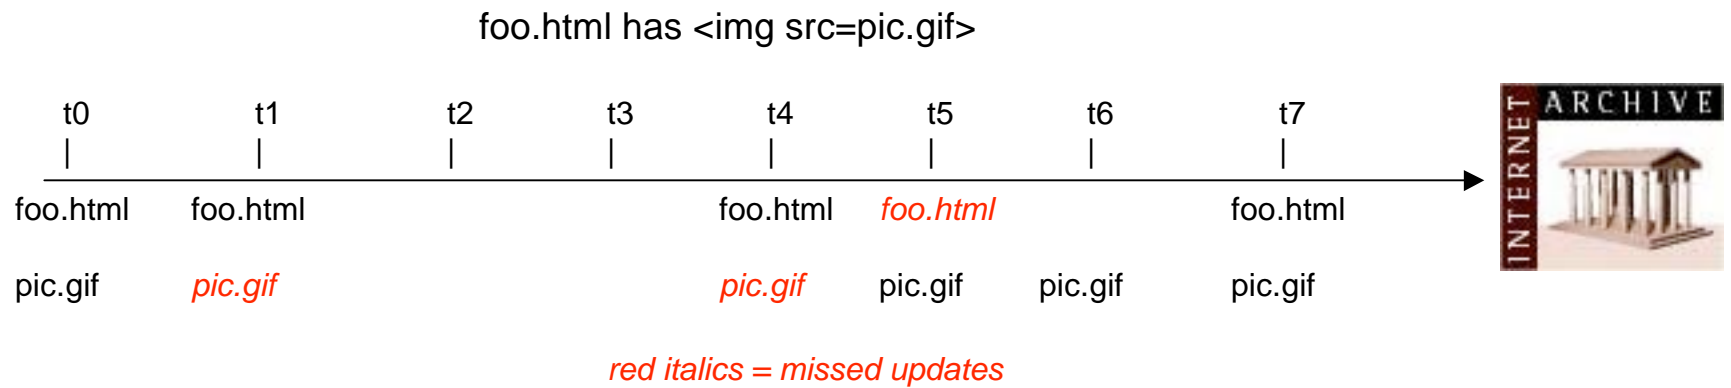 foo.html has <img src=pic.gif>
t0 t1 t2 t3 t4 t5 t6 t7
| | | | | | | |
foo.html foo.html foo.html foo.html foo.html
pic.gif pic.gif pic.gif pic.gif pic.gif pic.gif
red italics = missed updates
INTERNET
ARCHIVE